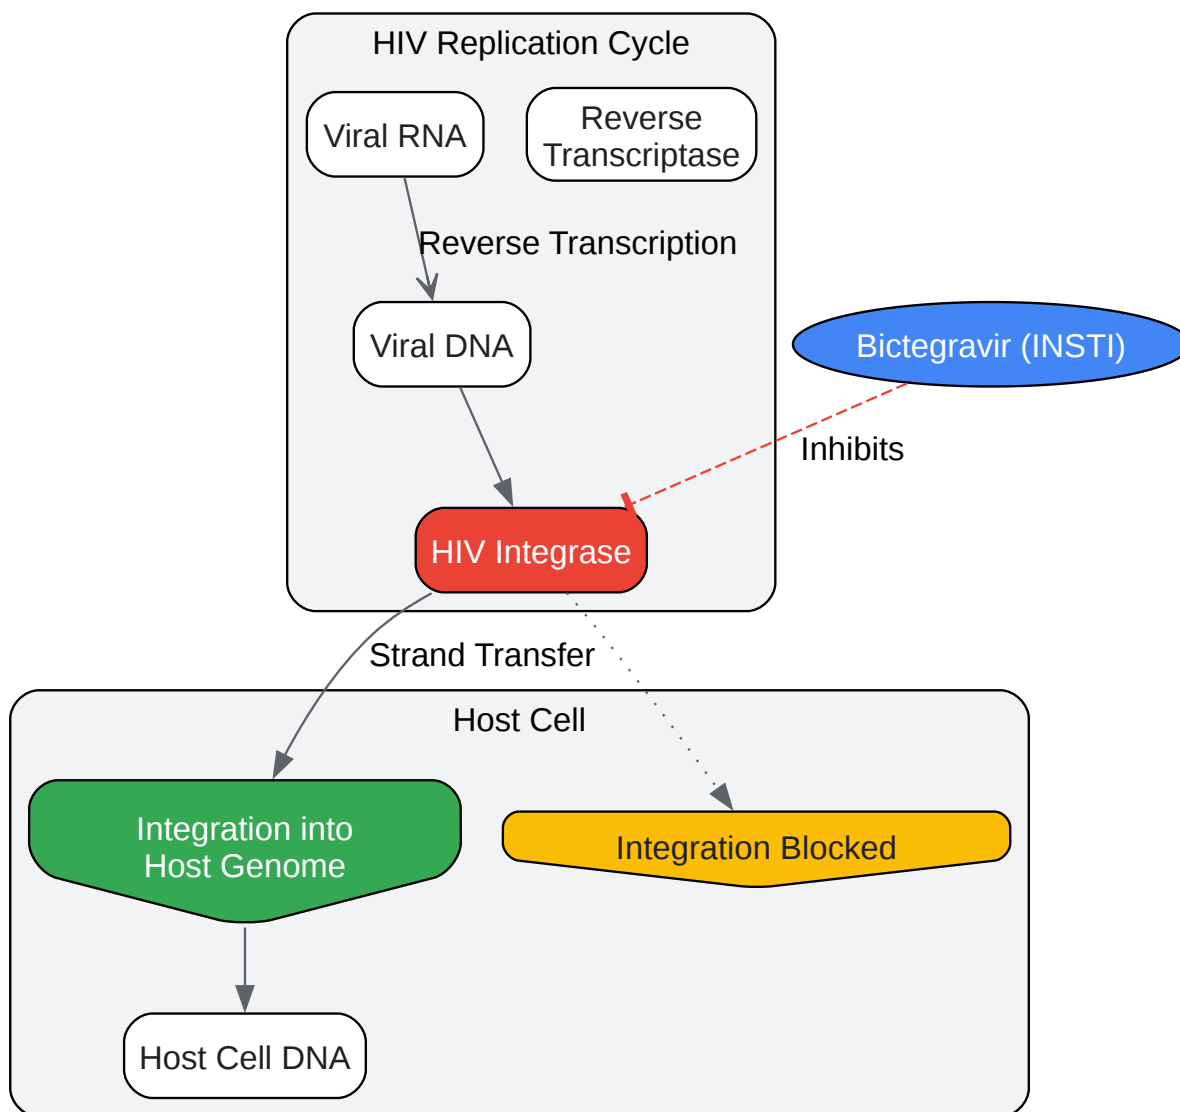 HIV Replication Cycle
Viral RNA
Reverse
Transcriptase
Reverse Transcription
Viral DNA
Bictegravir (INSTI)
Inhibits
HIV Integrase
Strand Transfer
Host Cell
Integration into
Host Genome
Integration Blocked
Host Cell DNA